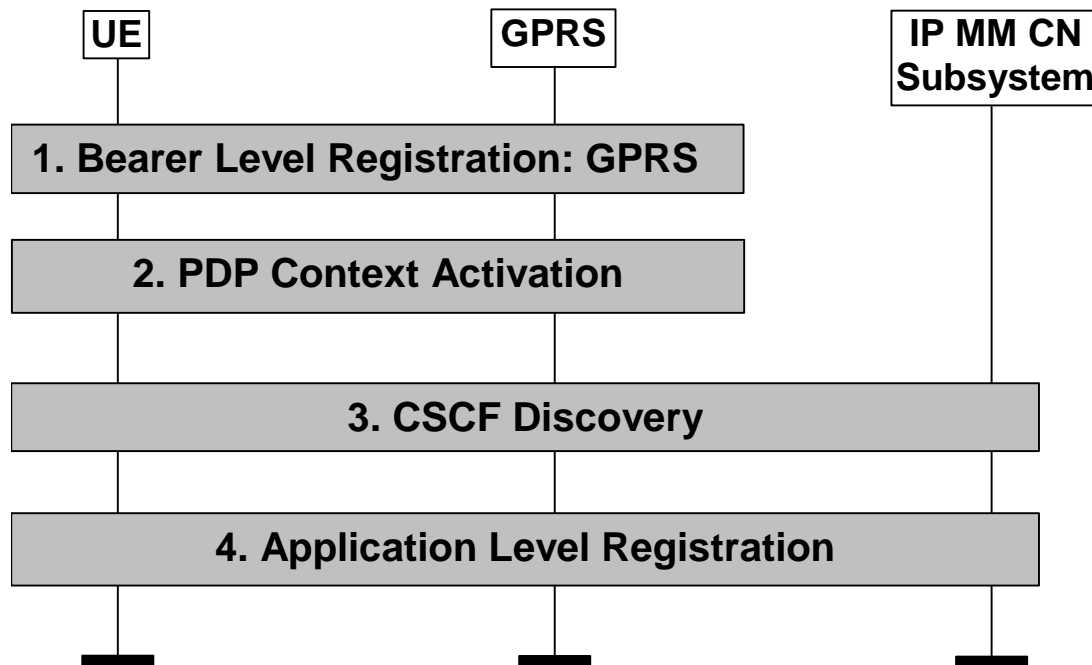 UE
GPRS
IP MM CN
Subsystem
1. Bearer Level Registration: GPRS
2. PDP Context Activation
3. CSCF Discovery
4. Application Level Registration